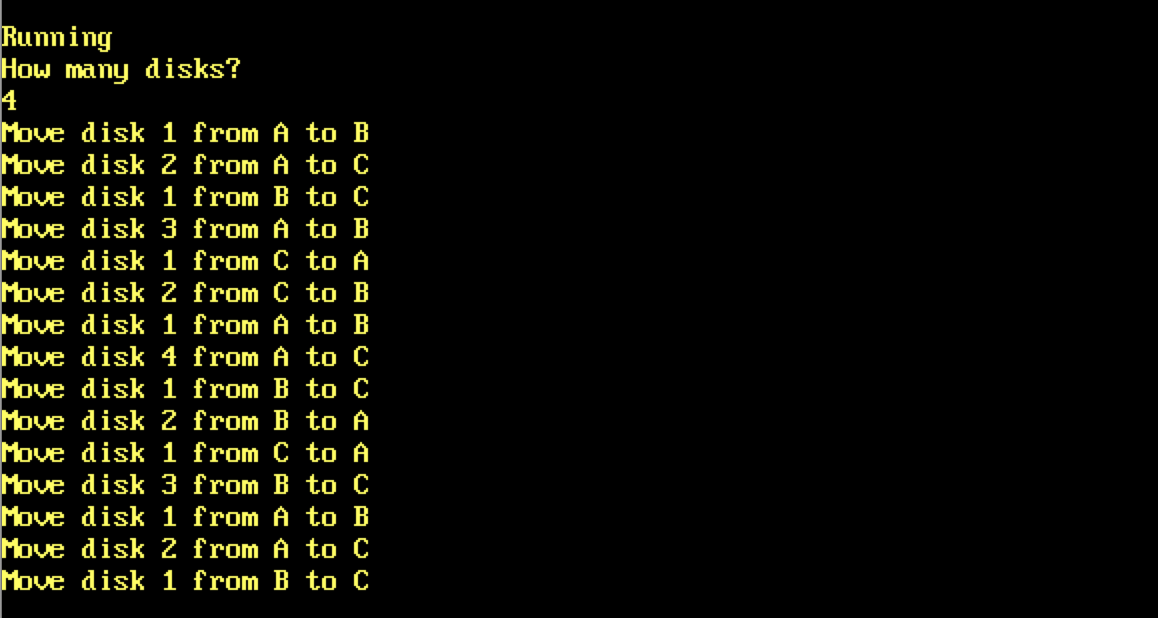 Running
How many disks?
4
Move disk 1 from A to B
Move disk 2 from A to C
Move disk 1 from B to C
Move disk 3 from A to B
Move disk 1 from C to A
Move disk 2 from C to B
Move disk 1 from A to B
Move disk 4 from A to C
Move disk 1 from B to C
Move disk 2 from B to A
Move disk 1 from C to A
Move disk 3 from B to C
Move disk 1 from A to B
Move disk 2 from A to C
Move disk 1 from B to C